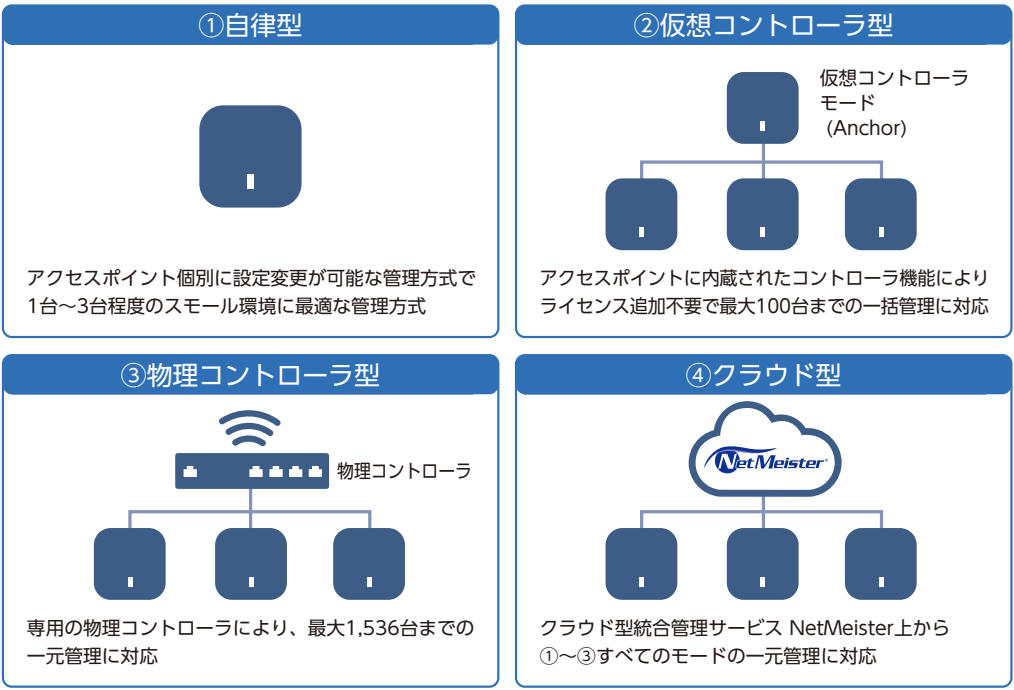 ①自律型
アクセスポイント個別に設定変更が可能な管理方式で
1台～3台程度のスモール環境に最適な管理方式
②仮想コントローラ型
仮想コントローラ
モード
(Anchor)
アクセスポイントに内蔵されたコントローラ機能により
ライセンス追加不要で最大100台までの一括管理に対応
③物理コントローラ型
物理コントローラ
専用の物理コントローラにより、最大1,536台までの
一元管理に対応
④クラウド型
NetMeister
クラウド型統合管理サービス NetMeister上から
①～③すべてのモードの一元管理に対応